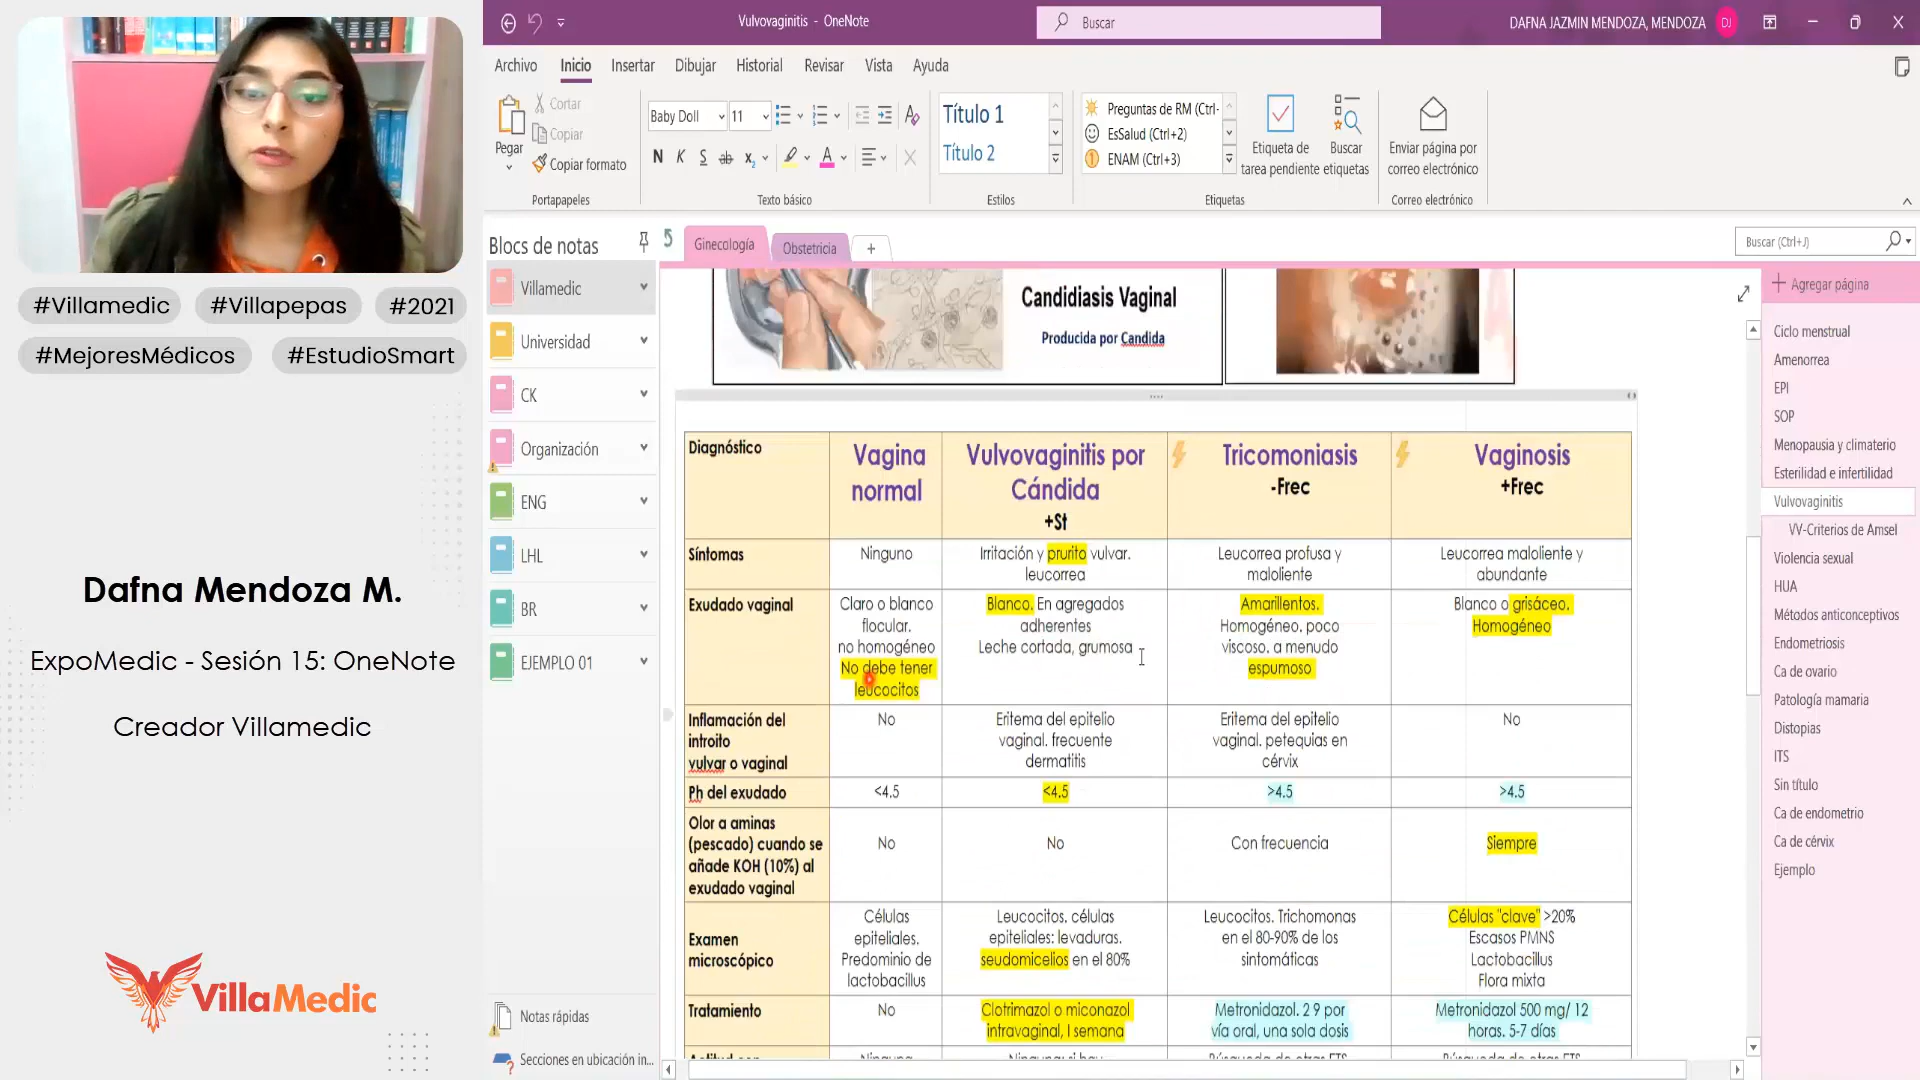 #Villamedic
#Villapepas
#2021
#MejoresMédicos
#EstudioSmart
Dafna Mendoza M.
ExpoMedic - Sesión 15: OneNote
Creador Villamedic
VillaMedic
Vulvovaginitis - OneNote
Buscar
DAFNA JAZMIN MENDOZA, MENDOZA
DJ
Archivo
Inicio
Insertar
Dibujar
Historial
Revisar
Vista
Ayuda
Pegar
Cortar
Copiar
Copiar formato
Portapapeles
Baby Doll
11
N K S ab x₂
A
Texto básico
Título 1
Título 2
Estilos
Preguntas de RM (Ctrl-
EsSalud (Ctrl+2)
ENAM (Ctrl+3)
Etiqueta de
tarea pendiente
Buscar
etiquetas
Etiquetas
Enviar página por
correo electrónico
Correo electrónico
Blocs de notas
Villamedic
Universidad
CK
Organización
ENG
LHL
BR
EJEMPLO 01
Notas rápidas
Secciones en ubicación in...
Ginecología
Obstetricia
+
Buscar (Ctrl+J)
Candidiasis Vaginal
Producida por Candida
Diagnóstico
Vagina
normal
Vulvovaginitis por
Cándida
+St
Tricomoniasis
-Frec
Vaginosis
+Frec
Síntomas
Ninguno
Irritación y prurito vulvar.
leucorrea
Leucorrea profusa y
maloliente
Leucorrea maloliente y
abundante
Exudado vaginal
Claro o blanco
flocular.
no homogéneo
No debe tener
leucocitos
Blanco. En agregados
adherentes
Leche cortada, grumosa
Amarillentos.
Homogéneo. poco
viscoso. a menudo
espumoso
Blanco o grisáceo.
Homogéneo
Inflamación del
introito
vulvar o vaginal
No
Eritema del epitelio
vaginal. frecuente
dermatitis
Eritema del epitelio
vaginal. petequias en
cérvix
No
Ph del exudado
<4.5
<4.5
>4.5
>4.5
Olor a aminas
(pescado) cuando se
añade KOH (10%) al
exudado vaginal
No
No
Con frecuencia
Siempre
Examen
microscópico
Células
epiteliales.
Predominio de
lactobacillus
Leucocitos. células
epiteliales: levaduras.
seudomicelios en el 80%
Leucocitos. Trichomonas
en el 80-90% de los
sintomáticas
Células "clave" >20%
Escasos PMNS
Lactobacillus
Flora mixta
Tratamiento
No
Clotrimazol o miconazol
intravaginal, 1 semana
Metronidazol. 2 9 por
vía oral, una sola dosis
Metronidazol 500 mg/ 12
horas. 5-7 días
Agregar página
Ciclo menstrual
Amenorrea
EPI
SOP
Menopausia y climaterio
Esterilidad e infertilidad
Vulvovaginitis
VV-Criterios de Amsel
Violencia sexual
HUA
Métodos anticonceptivos
Endometriosis
Ca de ovario
Patología mamaria
Distopias
ITS
Sin título
Ca de endometrio
Ca de cérvix
Ejemplo